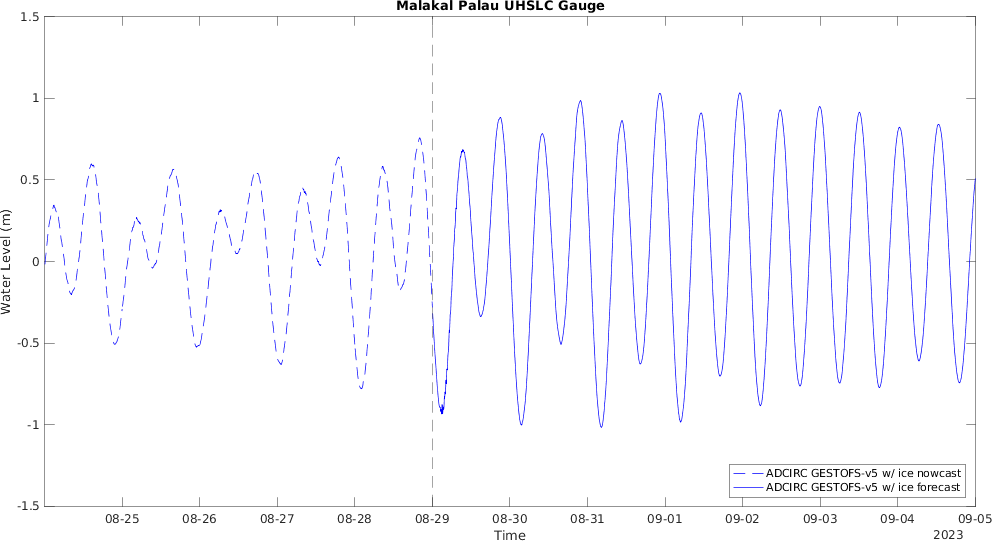 Malakal Palau UHSLC Gauge
1.5
1
0.5
0
-0.5
-1
-1.5
Water Level (m)
ADCIRC GESTOFS-v5 w/ ice nowcast
ADCIRC GESTOFS-v5 w/ ice forecast
08-25 08-26 08-27 08-28 08-29 08-30 08-31 09-01 09-02 09-03 09-04 09-05
Time
2023